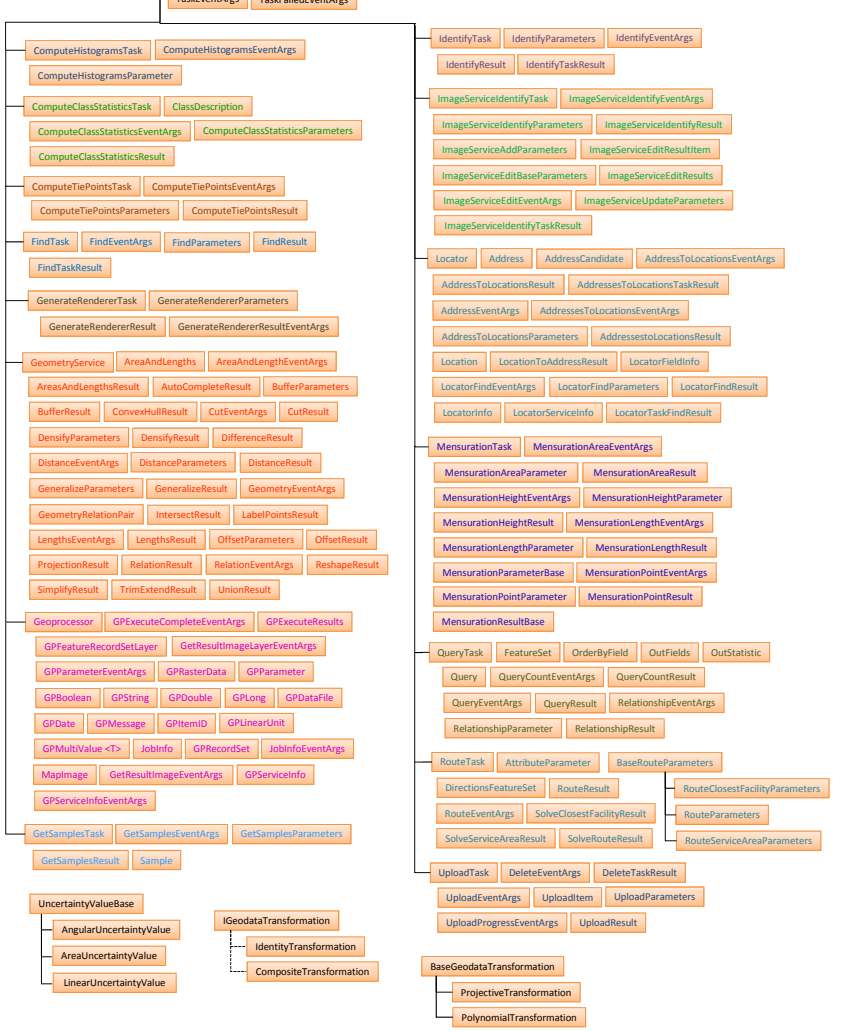 TaskEventArgs TaskFailedEventArgs
ComputeHistogramsTask ComputeHistogramsEventArgs
ComputeHistogramsParameter
ComputeClassStatisticsTask ClassDescription
ComputeClassStatisticsEventArgs ComputeClassStatisticsParameters
ComputeClassStatisticsResult
ComputeTiePointsTask ComputeTiePointsEventArgs
ComputeTiePointsParameters ComputeTiePointsResult
FindTask FindEventArgs FindParameters FindResult
FindTaskResult
GenerateRendererTask GenerateRendererParameters
GenerateRendererResult GenerateRendererResultEventArgs
GeometryService AreaAndLengths AreaAndLengthEventArgs
AreasAndLengthsResult AutoCompleteResult BufferParameters
BufferResult ConvexHullResult CutEventArgs CutResult
DensifyParameters DensifyResult DifferenceResult
DistanceEventArgs DistanceParameters DistanceResult
GeneralizeParameters GeneralizeResult GeometryEventArgs
GeometryRelationPair IntersectResult LabelPointsResult
LengthsEventArgs LengthsResult OffsetParameters OffsetResult
ProjectionResult RelationResult RelationEventArgs ReshapeResult
SimplifyResult TrimExtendResult UnionResult
Geoprocessor GPExecuteCompleteEventArgs GPExecuteResults
GPFeatureRecordSetLayer GetResultImageLayerEventArgs
GPParameterEventArgs GPRasterData GPParameter
GPBoolean GPString GPDouble GPLong GPDataFile
GPDate GPMessage GPItemID GPLinearUnit
GPMultiValue <T> JobInfo GPRecordSet JobInfoEventArgs
MapImage GetResultImageEventArgs GPServiceInfo
GPServiceInfoEventArgs
GetSamplesTask GetSamplesEventArgs GetSamplesParameters
GetSamplesResult Sample
UncertaintyValueBase
AngularUncertaintyValue
AreaUncertaintyValue
LinearUncertaintyValue
IGeodataTransformation
IdentityTransformation
CompositeTransformation
IdentifyTask IdentifyParameters IdentifyEventArgs
IdentifyResult IdentifyTaskResult
ImageServiceIdentifyTask ImageServiceIdentifyEventArgs
ImageServiceIdentifyParameters ImageServiceIdentifyResult
ImageServiceAddParameters ImageServiceEditResultItem
ImageServiceEditBaseParameters ImageServiceEditResults
ImageServiceEditEventArgs ImageServiceUpdateParameters
ImageServiceIdentifyTaskResult
Locator Address AddressCandidate AddressToLocationsEventArgs
AddressToLocationsResult AddressesToLocationsTaskResult
AddressEventArgs AddressesToLocationsEventArgs
AddressToLocationsParameters AddressestoLocationsResult
Location LocationToAddressResult LocatorFieldInfo
LocatorFindEventArgs LocatorFindParameters LocatorFindResult
LocatorInfo LocatorServiceInfo LocatorTaskFindResult
MensurationTask MensurationAreaEventArgs
MensurationAreaParameter MensurationAreaResult
MensurationHeightEventArgs MensurationHeightParameter
MensurationHeightResult MensurationLengthEventArgs
MensurationLengthParameter MensurationLengthResult
MensurationParameterBase MensurationPointEventArgs
MensurationPointParameter MensurationPointResult
MensurationResultBase
QueryTask FeatureSet OrderByField OutFields OutStatistic
Query QueryCountEventArgs QueryCountResult
QueryEventArgs QueryResult RelationshipEventArgs
RelationshipParameter RelationshipResult
RouteTask AttributeParameter BaseRouteParameters
DirectionsFeatureSet RouteResult RouteClosestFacilityParameters
RouteEventArgs SolveClosestFacilityResult RouteParameters
SolveServiceAreaResult SolveRouteResult RouteServiceAreaParameters
UploadTask DeleteEventArgs DeleteTaskResult
UploadEventArgs UploadItem UploadParameters
UploadProgressEventArgs UploadResult
BaseGeodataTransformation
ProjectiveTransformation
PolynomialTransformation